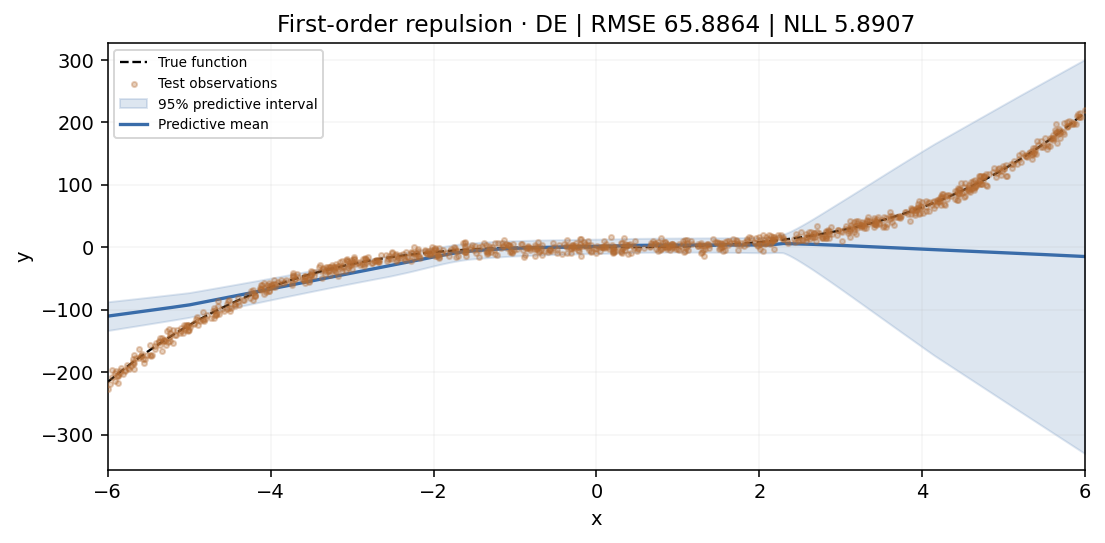 First-order repulsion · DE | RMSE 65.8864 | NLL 5.8907
True function
Test observations
95% predictive interval
Predictive mean
300
200
100
0
−100
−200
−300
y
−6
−4
−2
0
2
4
6
x